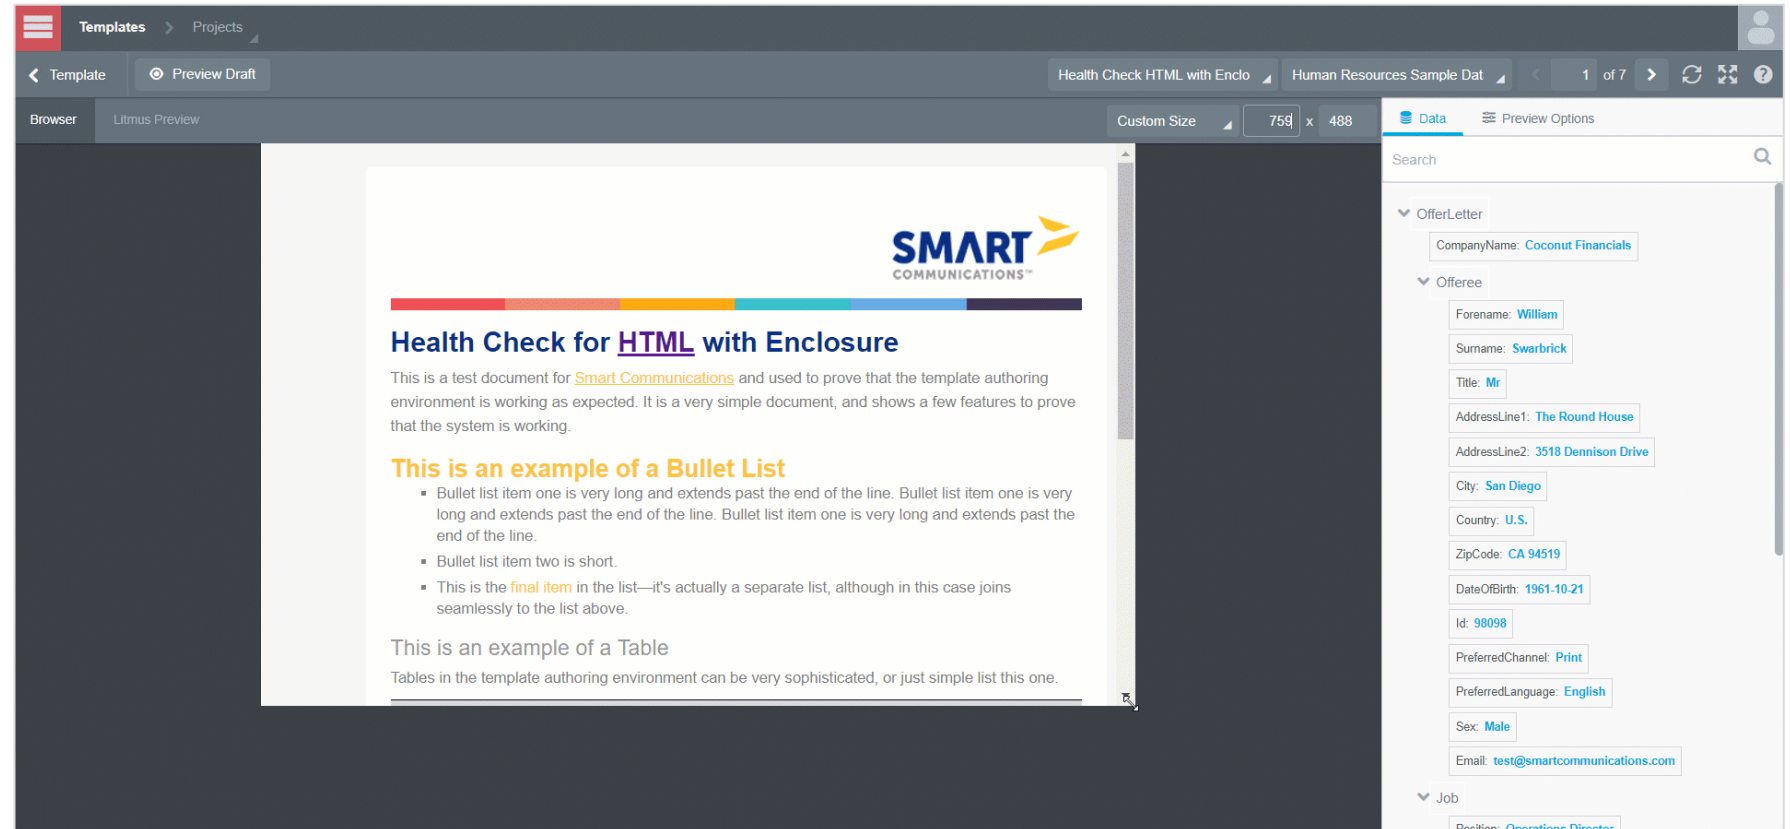 Templates Projects
Template Preview Draft Health Check HTML with Enclo Human Resources Sample Dat 1 of 7
Browser Litmus Preview Custom Size 759 x 488 Data Preview Options
Search
SMART
COMMUNICATIONS™
Health Check for HTML with Enclosure
This is a test document for Smart Communications and used to prove that the template authoring
environment is working as expected. It is a very simple document, and shows a few features to prove
that the system is working.
This is an example of a Bullet List
Bullet list item one is very long and extends past the end of the line. Bullet list item one is very
long and extends past the end of the line. Bullet list item one is very long and extends past the
end of the line.
Bullet list item two is short.
This is the final item in the list—it's actually a separate list, although in this case joins
seamlessly to the list above.
This is an example of a Table
Tables in the template authoring environment can be very sophisticated, or just simple list this one.
OfferLetter
CompanyName: Coconut Financials
Offeree
Forename: William
Surname: Swarbrick
Title: Mr
AddressLine1: The Round House
AddressLine2: 3518 Dennison Drive
City: San Diego
Country: U.S.
ZipCode: CA 94519
DateOfBirth: 1961-10-21
Id: 98098
PreferredChannel: Print
PreferredLanguage: English
Sex: Male
Email: test@smartcommunications.com
Job
Position: Operations Director